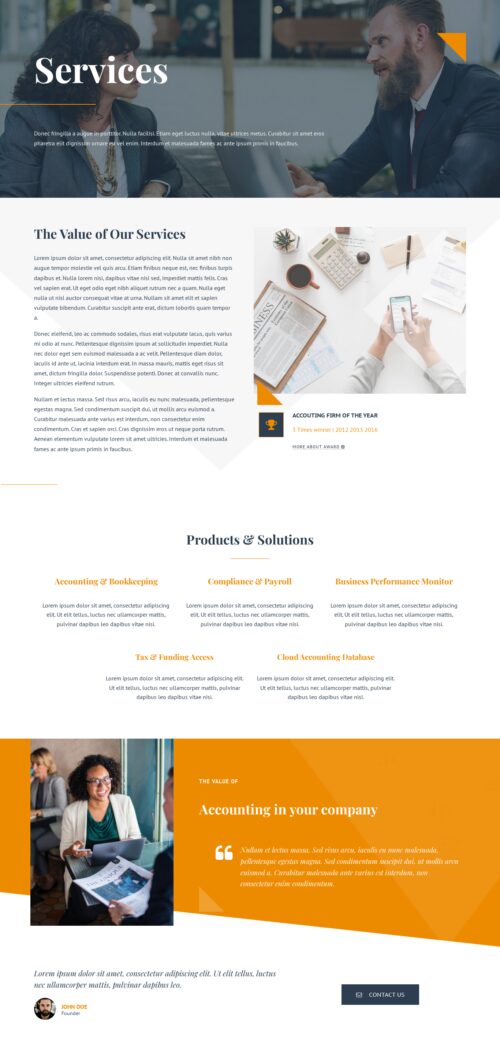 Services
Donec fringilla a augue in porttitor. Nulla facilisi. Etiam eget luctus nulla, vitae ultrices metus. Curabitur sit amet eros
pharetra elit dignissim ornare eu vel enim. Interdum et malesuada fames ac ante ipsum primis in faucibus.
The Value of Our Services
Lorem ipsum dolor sit amet, consectetur adipiscing elit. Nulla sit amet nibh non
augue tempor molestie vel quis arcu. Etiam finibus neque est, nec finibus turpis
dapibus et. Nulla lorem nisi, dapibus vitae nisi sed, imperdiet mattis felis. Cras
vel sapien erat. Ut eget odio eget nibh aliquet rutrum nec a quam. Nulla eget
nulla ut nisl auctor consequat vitae at urna. Nullam sit amet elit et sapien
vulputate bibendum. Curabitur suscipit ante erat, dictum lobortis quam tempor
a.
Donec eleifend, leo ac commodo sodales, risus erat vulputate lacus, quis varius
mi odio at nunc. Pellentesque dignissim ipsum at sollicitudin imperdiet. Nulla
nec dolor eget sem euismod malesuada a ac velit. Pellentesque diam dolor,
iaculis id ante ut, lacinia interdum erat. In massa mauris, mattis eget risus sit
amet, dictum fringilla dolor. Suspendisse potenti. Donec at convallis nunc.
Integer ultricies eleifend rutrum.
Nullam et lectus massa. Sed risus arcu, iaculis eu nunc malesuada, pellentesque
egestas magna. Sed condimentum suscipit dui, ut mollis arcu euismod a.
Curabitur malesuada ante varius est interdum, non consectetur enim
condimentum. Cras et sapien orci. Cras dignissim eros ut neque porta rutrum.
Aenean elementum vulputate lorem sit amet ultricies. Interdum et malesuada
fames ac ante ipsum primis in faucibus.
BUSINESS
ACCOUTING FIRM OF THE YEAR
3 Times winner | 2012 2013 2016
MORE ABOUT AWARD
Products & Solutions
Accounting & Bookkeeping
Lorem ipsum dolor sit amet, consectetur adipiscing
elit. Ut elit tellus, luctus nec ullamcorper mattis,
pulvinar dapibus leo dapibus vitae nisi.
Compliance & Payroll
Lorem ipsum dolor sit amet, consectetur adipiscing
elit. Ut elit tellus, luctus nec ullamcorper mattis,
pulvinar dapibus leo dapibus vitae nisi.
Business Performance Monitor
Lorem ipsum dolor sit amet, consectetur adipiscing
elit. Ut elit tellus, luctus nec ullamcorper mattis,
pulvinar dapibus leo dapibus vitae nisi.
Tax & Funding Access
Lorem ipsum dolor sit amet, consectetur adipiscing elit.
Ut elit tellus, luctus nec ullamcorper mattis, pulvinar
dapibus leo dapibus vitae nisi.
Cloud Accounting Database
Lorem ipsum dolor sit amet, consectetur adipiscing elit.
Ut elit tellus, luctus nec ullamcorper mattis, pulvinar
dapibus leo dapibus vitae nisi.
THE VALUE OF
Accounting in your company
Nullam et lectus massa. Sed risus arcu, iaculis eu nunc malesuada,
pellentesque egestas magna. Sed condimentum suscipit dui, ut mollis arcu
euismod a. Curabitur malesuada ante varius est interdum, non
consectetur enim condimentum.
Lorem ipsum dolor sit amet, consectetur adipiscing elit. Ut elit tellus, luctus
nec ullamcorper mattis, pulvinar dapibus leo.
JOHN DOE
Founder
CONTACT US